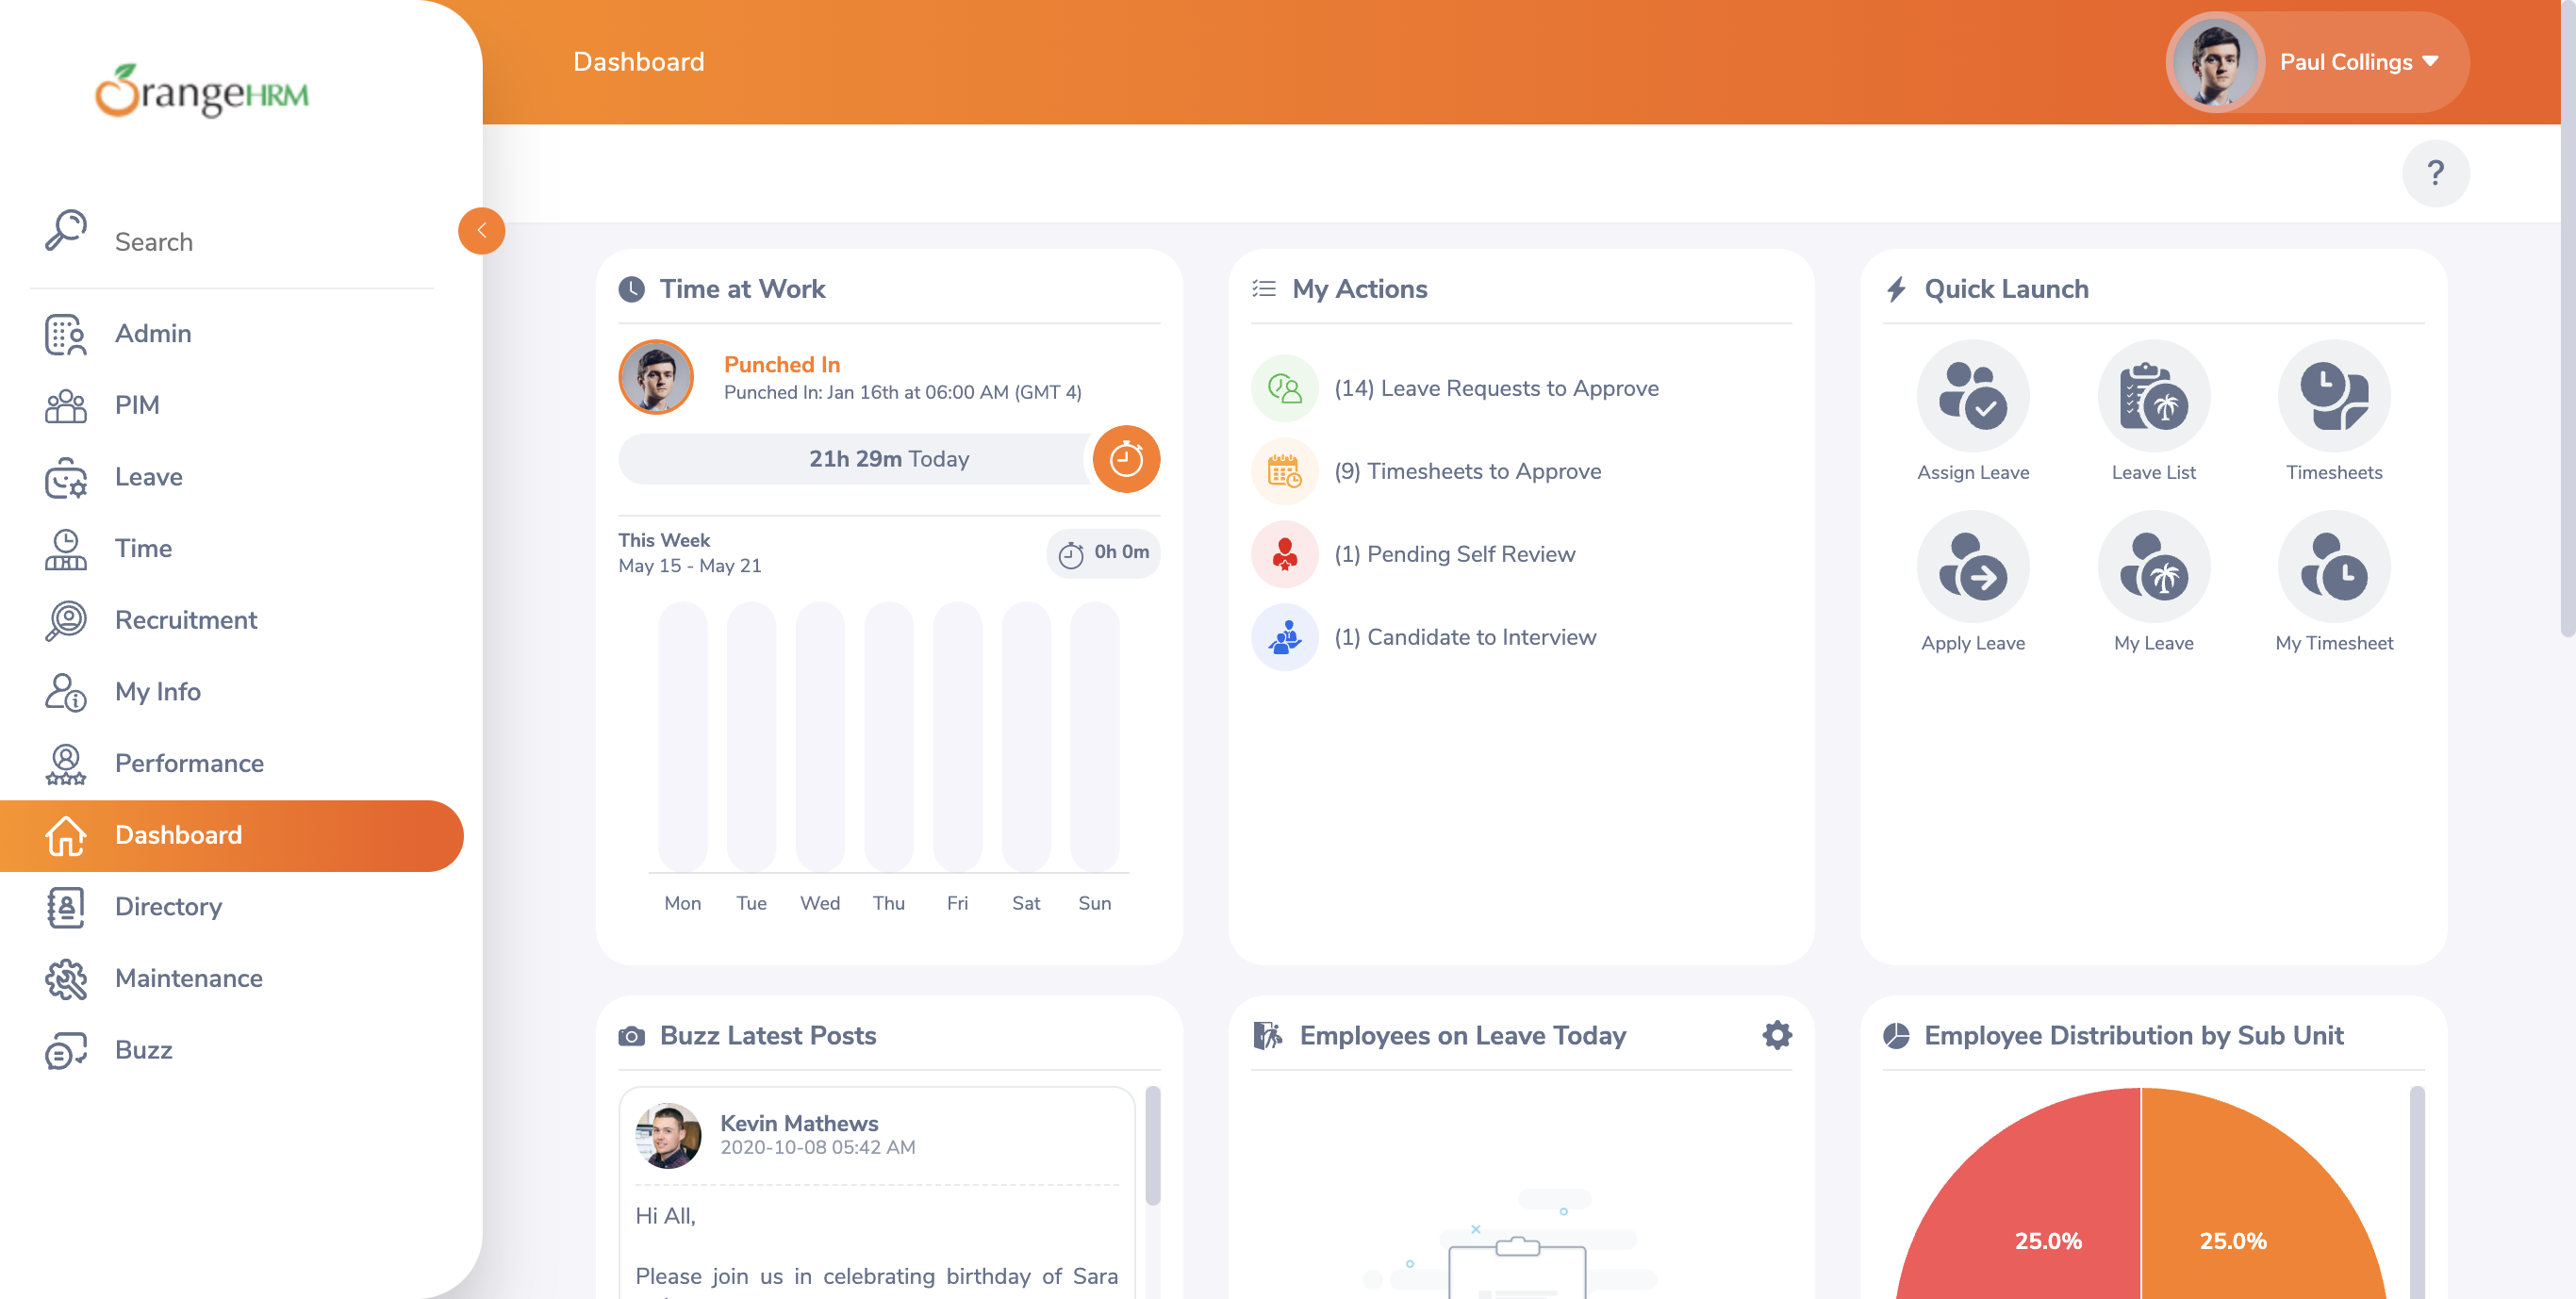 OrangeHRM
Search
Admin
PIM
Leave
Time
Recruitment
My Info
Performance
Dashboard
Directory
Maintenance
Buzz
Dashboard
Paul Collings
?
Time at Work
Punched In
Punched In: Jan 16th at 06:00 AM (GMT 4)
21h 29m Today
This Week
May 15 - May 21
0h 0m
Mon Tue Wed Thu Fri Sat Sun
My Actions
(14) Leave Requests to Approve
(9) Timesheets to Approve
(1) Pending Self Review
(1) Candidate to Interview
Quick Launch
Assign Leave Leave List Timesheets
Apply Leave My Leave My Timesheet
Buzz Latest Posts
Kevin Mathews
2020-10-08 05:42 AM
Hi All,
Please join us in celebrating birthday of Sara
Employees on Leave Today
Employee Distribution by Sub Unit
25.0% 25.0%